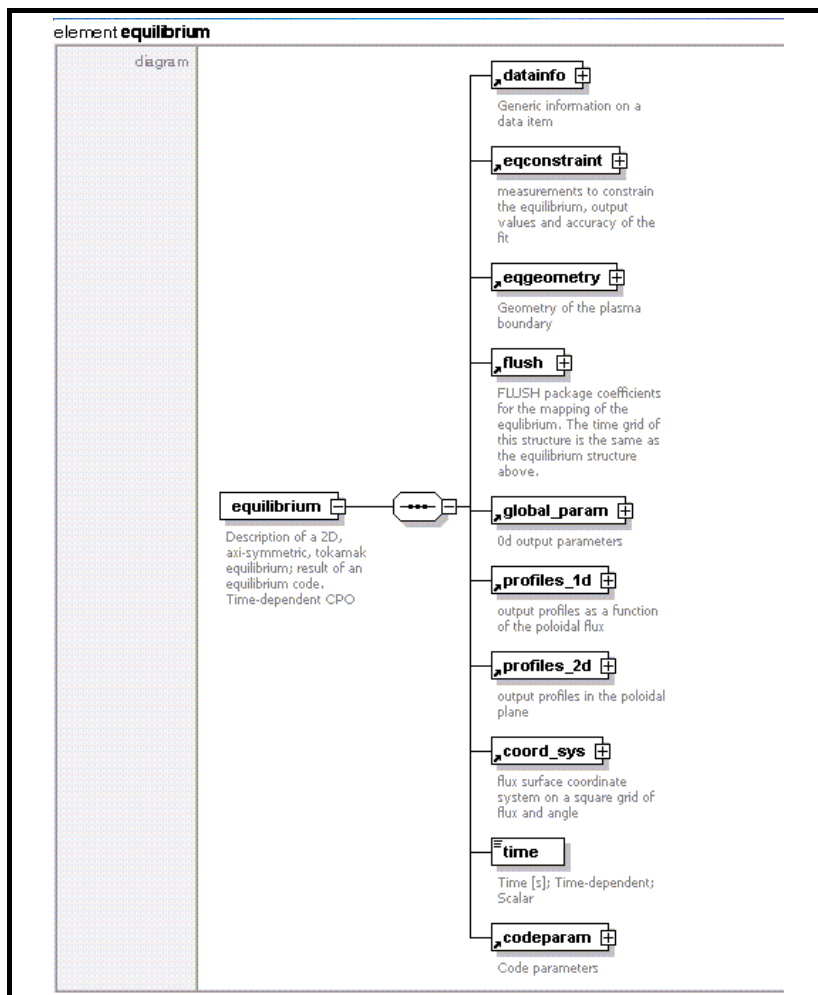 element equilibrium
diagram
datainfo
Generic information on a
data item
eqconstraint
measurements to constrain
the equilibrium, output
values and accuracy of the
fit
eqgeometry
Geometry of the plasma
boundary
flush
FLUSH package coefficients
for the mapping of the
equlibrium. The time grid of
this structure is the same as
the equilibrium structure
above.
equilibrium
Description of a 2D,
axi-symmetric, tokamak
equilibrium; result of an
equilibrium code.
Time-dependent CPO
global_param
0d output parameters
profiles_1d
output profiles as a function
of the poloidal flux
profiles_2d
output profiles in the poloidal
plane
coord_sys
flux surface coordinate
system on a square grid of
flux and angle
time
Time [s]; Time-dependent;
Scalar
codeparam
Code parameters